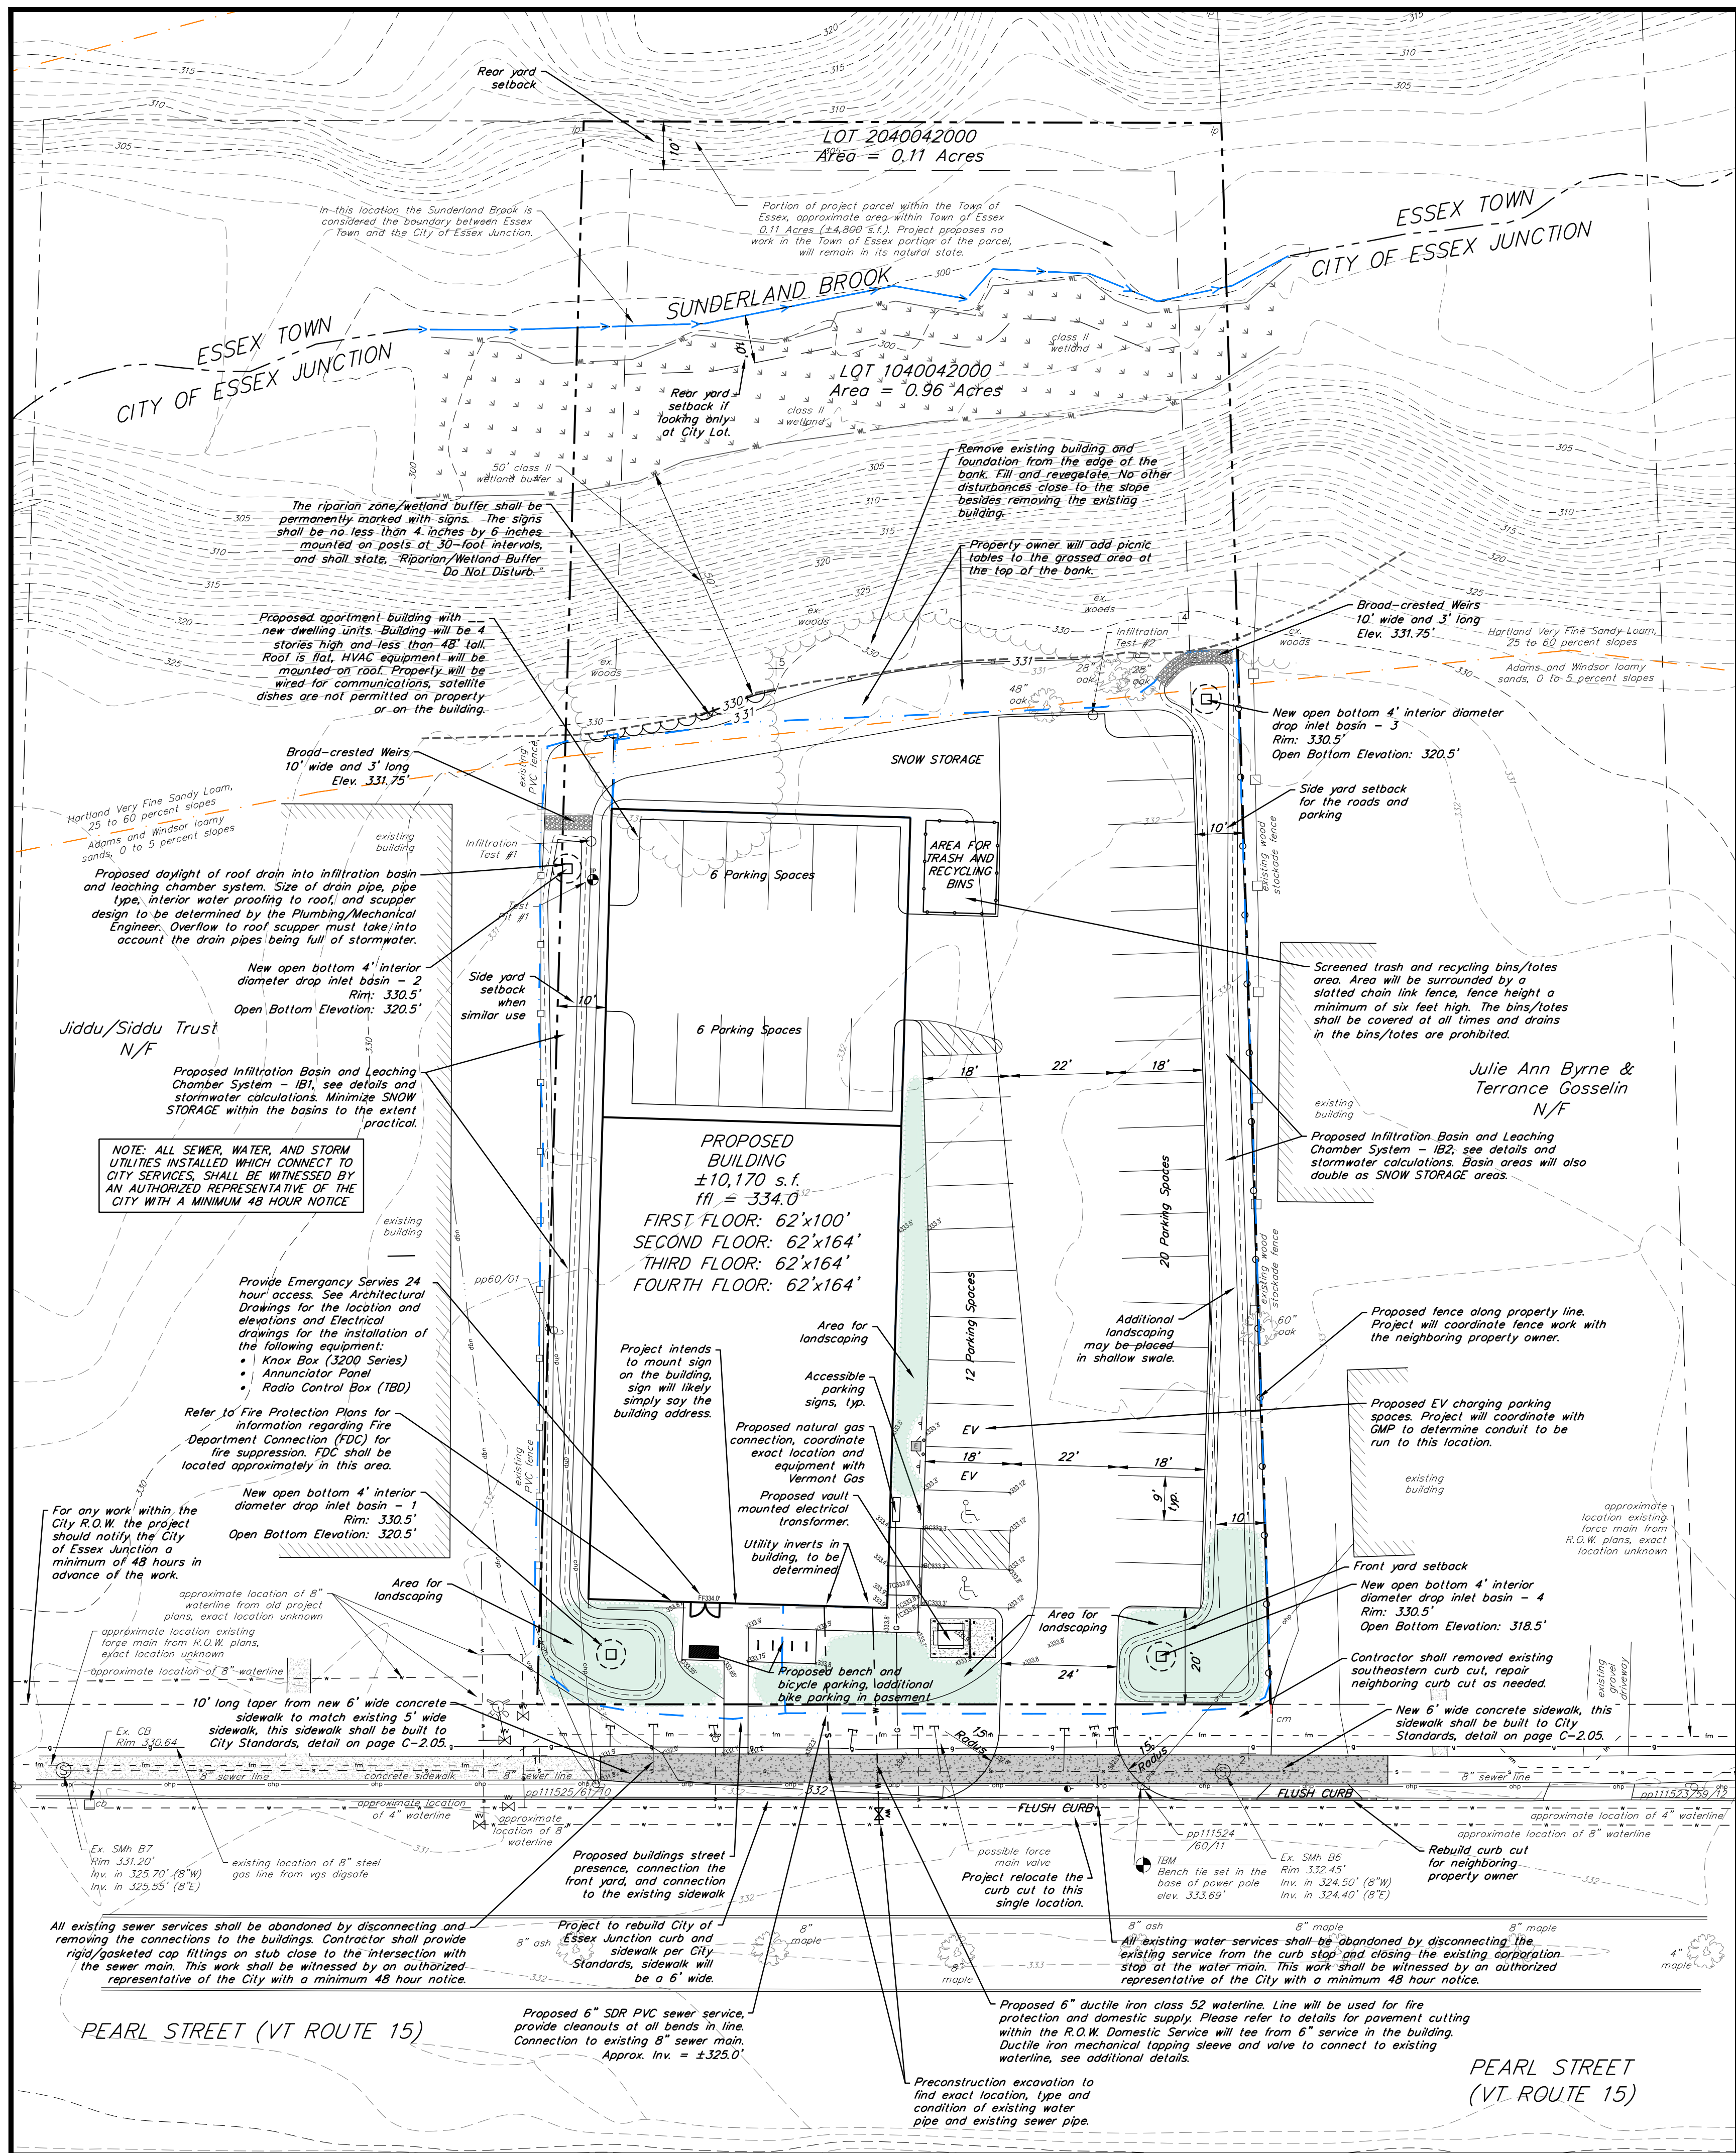 Rear yard
setback
LOT 2040042000
Area = 0.11 Acres
10'
ip
ip
In this location the Sunderland Brook is
considered the boundary between Essex
Town and the City of Essex Junction.
Portion of project parcel within the Town of
Essex, approximate area within Town of Essex
0.11 Acres (±4,800 s.f.). Project proposes no
work in the Town of Essex portion of the parcel,
will remain in its natural state.
ESSEX TOWN
CITY OF ESSEX JUNCTION
SUNDERLAND BROOK
ESSEX TOWN
CITY OF ESSEX JUNCTION
10'
class II
wetland
LOT 1040042000
Area = 0.96 Acres
Rear yard
setback if
looking only
at City Lot.
class II
wetland
50' class II
wetland buffer
50'
Remove existing building and
foundation from the edge of the
bank. Fill and revegetate. No other
disturbances close to the slope
besides removing the existing
building.
The riparian zone/wetland buffer shall be
permanently marked with signs. The signs
shall be no less than 4 inches by 6 inches
mounted on posts at 30-foot intervals,
and shall state, "Riparian/Wetland Buffer
Do Not Disturb."
Property owner will add picnic
tables to the grassed area at
the top of the bank.
Proposed apartment building with __
new dwelling units. Building will be 4
stories high and less than 48' tall.
Roof is flat, HVAC equipment will be
mounted on roof. Property will be
wired for communications, satellite
dishes are not permitted on property
or on the building.
ex.
woods
ex.
woods
ex.
woods
ex.
woods
Infiltration
Test #2
Broad-crested Weirs
10' wide and 3' long
Elev. 331.75'
Hartland Very Fine Sandy Loam,
25 to 60 percent slopes
Adams and Windsor loamy
sands, 0 to 5 percent slopes
28"
oak
28"
oak
48"
oak
New open bottom 4' interior diameter
drop inlet basin - 3
Rim: 330.5'
Open Bottom Elevation: 320.5'
330
331
331
Broad-crested Weirs
10' wide and 3' long
Elev. 331.75'
existing
PVC fence
SNOW STORAGE
Side yard setback
for the roads and
parking
10'
Hartland Very Fine Sandy Loam,
25 to 60 percent slopes
Adams and Windsor loamy
sands, 0 to 5 percent slopes
existing
building
Infiltration
Test #1
Test
Pit #1
6 Parking Spaces
AREA FOR
TRASH AND
RECYCLING
BINS
existing wood
stockade fence
Proposed daylight of roof drain into infiltration basin
and leaching chamber system. Size of drain pipe, pipe
type, interior water proofing to roof, and scupper
design to be determined by the Plumbing/Mechanical
Engineer. Overflow to roof scupper must take into
account the drain pipes being full of stormwater.
New open bottom 4' interior
diameter drop inlet basin - 2
Rim: 330.5'
Open Bottom Elevation: 320.5'
Side yard
setback
when
similar use
10'
6 Parking Spaces
Screened trash and recycling bins/totes
area. Area will be surrounded by a
slatted chain link fence, fence height a
minimum of six feet high. The bins/totes
shall be covered at all times and drains
in the bins/totes are prohibited.
Jiddu/Siddu Trust
N/F
18'
22'
18'
Julie Ann Byrne &
Terrance Gosselin
N/F
Proposed Infiltration Basin and Leaching
Chamber System - IB1, see details and
stormwater calculations. Minimize SNOW
STORAGE within the basins to the extent
practical.
existing
building
NOTE: ALL SEWER, WATER, AND STORM
UTILITIES INSTALLED WHICH CONNECT TO
CITY SERVICES, SHALL BE WITNESSED BY
AN AUTHORIZED REPRESENTATIVE OF THE
CITY WITH A MINIMUM 48 HOUR NOTICE
PROPOSED
BUILDING
±10,170 s.f.
ffl = 334.0
FIRST FLOOR: 62'x100'
SECOND FLOOR: 62'x164'
THIRD FLOOR: 62'x164'
FOURTH FLOOR: 62'x164'
Proposed Infiltration Basin and Leaching
Chamber System - IB2, see details and
stormwater calculations. Basin areas will also
double as SNOW STORAGE areas.
20 Parking Spaces
12 Parking Spaces
existing
building
pp60/01
Provide Emergancy Servies 24
hour access. See Architectural
Drawings for the location and
elevations and Electrical
drawings for the installation of
the following equipment:
• Knox Box (3200 Series)
• Annunciator Panel
• Radio Control Box (TBD)
Area for
landscaping
Additional
landscaping
may be placed
in shallow swale.
existing wood
stockade fence
60"
oak
Proposed fence along property line.
Project will coordinate fence work with
the neighboring property owner.
Project intends
to mount sign
on the building,
sign will likely
simply say the
building address.
Accessible
parking
signs, typ.
Proposed EV charging parking
spaces. Project will coordinate with
GMP to determine conduit to be
run to this location.
Refer to Fire Protection Plans for
information regarding Fire
Department Connection (FDC) for
fire suppression. FDC shall be
located approximately in this area.
existing
PVC fence
Proposed natural gas
connection, coordinate
exact location and
equipment with
Vermont Gas
EV
18'
22'
18'
EV
9'
typ.
existing
building
New open bottom 4' interior
diameter drop inlet basin - 1
Rim: 330.5'
Open Bottom Elevation: 320.5'
Proposed vault
mounted electrical
transformer.
10'
For any work within the
City R.O.W. the project
should notify the City
of Essex Junction a
minimum of 48 hours in
advance of the work.
approximate
location existing
force main from
R.O.W. plans, exact
location unknown
Utility inverts in
building, to be
determined
Front yard setback
Area for
landscaping
approximate location of 8"
waterline from old project
plans, exact location unknown
FF334.0'
Area for
landscaping
New open bottom 4' interior
diameter drop inlet basin - 4
Rim: 330.5'
Open Bottom Elevation: 318.5'
approximate location existing
force main from R.O.W. plans,
exact location unknown
approximate location of 8" waterline
Proposed bench and
bicycle parking, additional
bike parking in basement
24'
20'
Contractor shall removed existing
southeastern curb cut, repair
neighboring curb cut as needed.
existing
gravel
driveway
10' long taper from new 6' wide concrete
sidewalk to match existing 5' wide
sidewalk, this sidewalk shall be built to
City Standards, detail on page C-2.05.
cm
New 6' wide concrete sidewalk, this
sidewalk shall be built to City
Standards, detail on page C-2.05.
Ex. CB
Rim 330.64
15'
Radus
15'
Radus
8" sewer line
concrete sidewalk
8" sewer line
8" sewer line
pp111525/61/10
332
FLUSH CURB
FLUSH CURB
pp111523/59/12
cb
approximate location
of 4" waterline
approximate
location of 8"
waterline
approximate location of 4" waterline
approximate location of 8" waterline
pp111524
/60/11
Ex. SMh B7
Rim 331.20'
Inv. in 325.70' (8"W)
Inv. in 325.55' (8"E)
existing location of 8" steel
gas line from vgs digsafe
Proposed buildings street
presence, connection the
front yard, and connection
to the existing sidewalk
possible force
main valve
Project relocate the
curb cut to this
single location.
TBM
Bench tie set in the
base of power pole
elev. 333.69'
Ex. SMh B6
Rim 332.45'
Inv. in 324.50' (8"W)
Inv. in 324.40' (8"E)
Rebuild curb cut
for neighboring
property owner
All existing sewer services shall be abandoned by disconnecting and
removing the connections to the buildings. Contractor shall provide
rigid/gasketed cap fittings on stub close to the intersection with
the sewer main. This work shall be witnessed by an authorized
representative of the City with a minimum 48 hour notice.
8" ash
Project to rebuild City of
Essex Junction curb and
sidewalk per City
Standards, sidewalk will
be a 6' wide.
8"
maple
8"
maple
8" ash
8" maple
8" maple
4"
maple
All existing water services shall be abandoned by disconnecting the
existing service from the curb stop and closing the existing corporation
stop at the water main. This work shall be witnessed by an authorized
representative of the City with a minimum 48 hour notice.
PEARL STREET (VT ROUTE 15)
Proposed 6" SDR PVC sewer service,
provide cleanouts at all bends in line.
Connection to existing 8" sewer main.
Approx. Inv. = ±325.0'
Proposed 6" ductile iron class 52 waterline. Line will be used for fire
protection and domestic supply. Please refer to details for pavement cutting
within the R.O.W. Domestic Service will tee from 6" service in the building.
Ductile iron mechanical tapping sleeve and valve to connect to existing
waterline, see additional details.
Preconstruction excavation to
find exact location, type and
condition of existing water
pipe and existing sewer pipe.
PEARL STREET
(VT ROUTE 15)